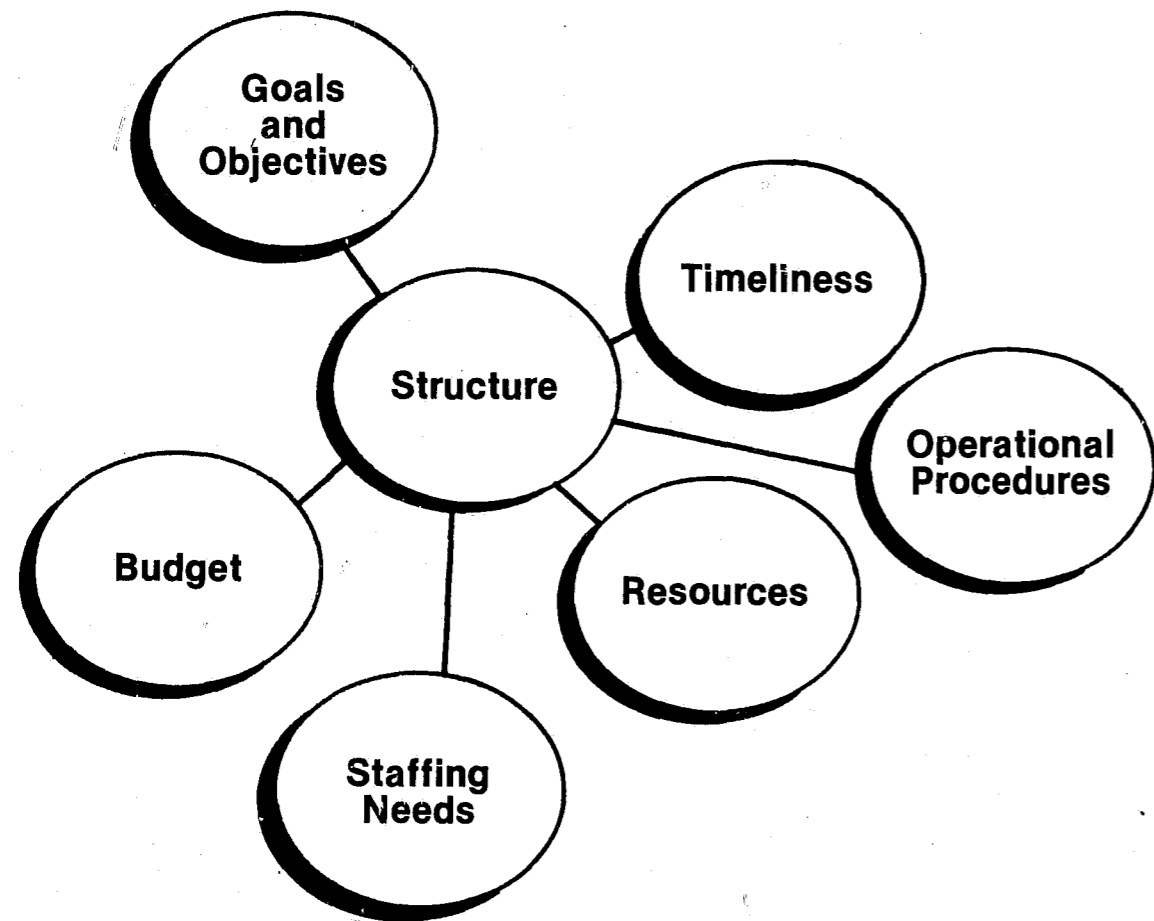 Goals
and
Objectives
Timeliness
Structure
Operational
Procedures
Budget
Resources
Staffing
Needs